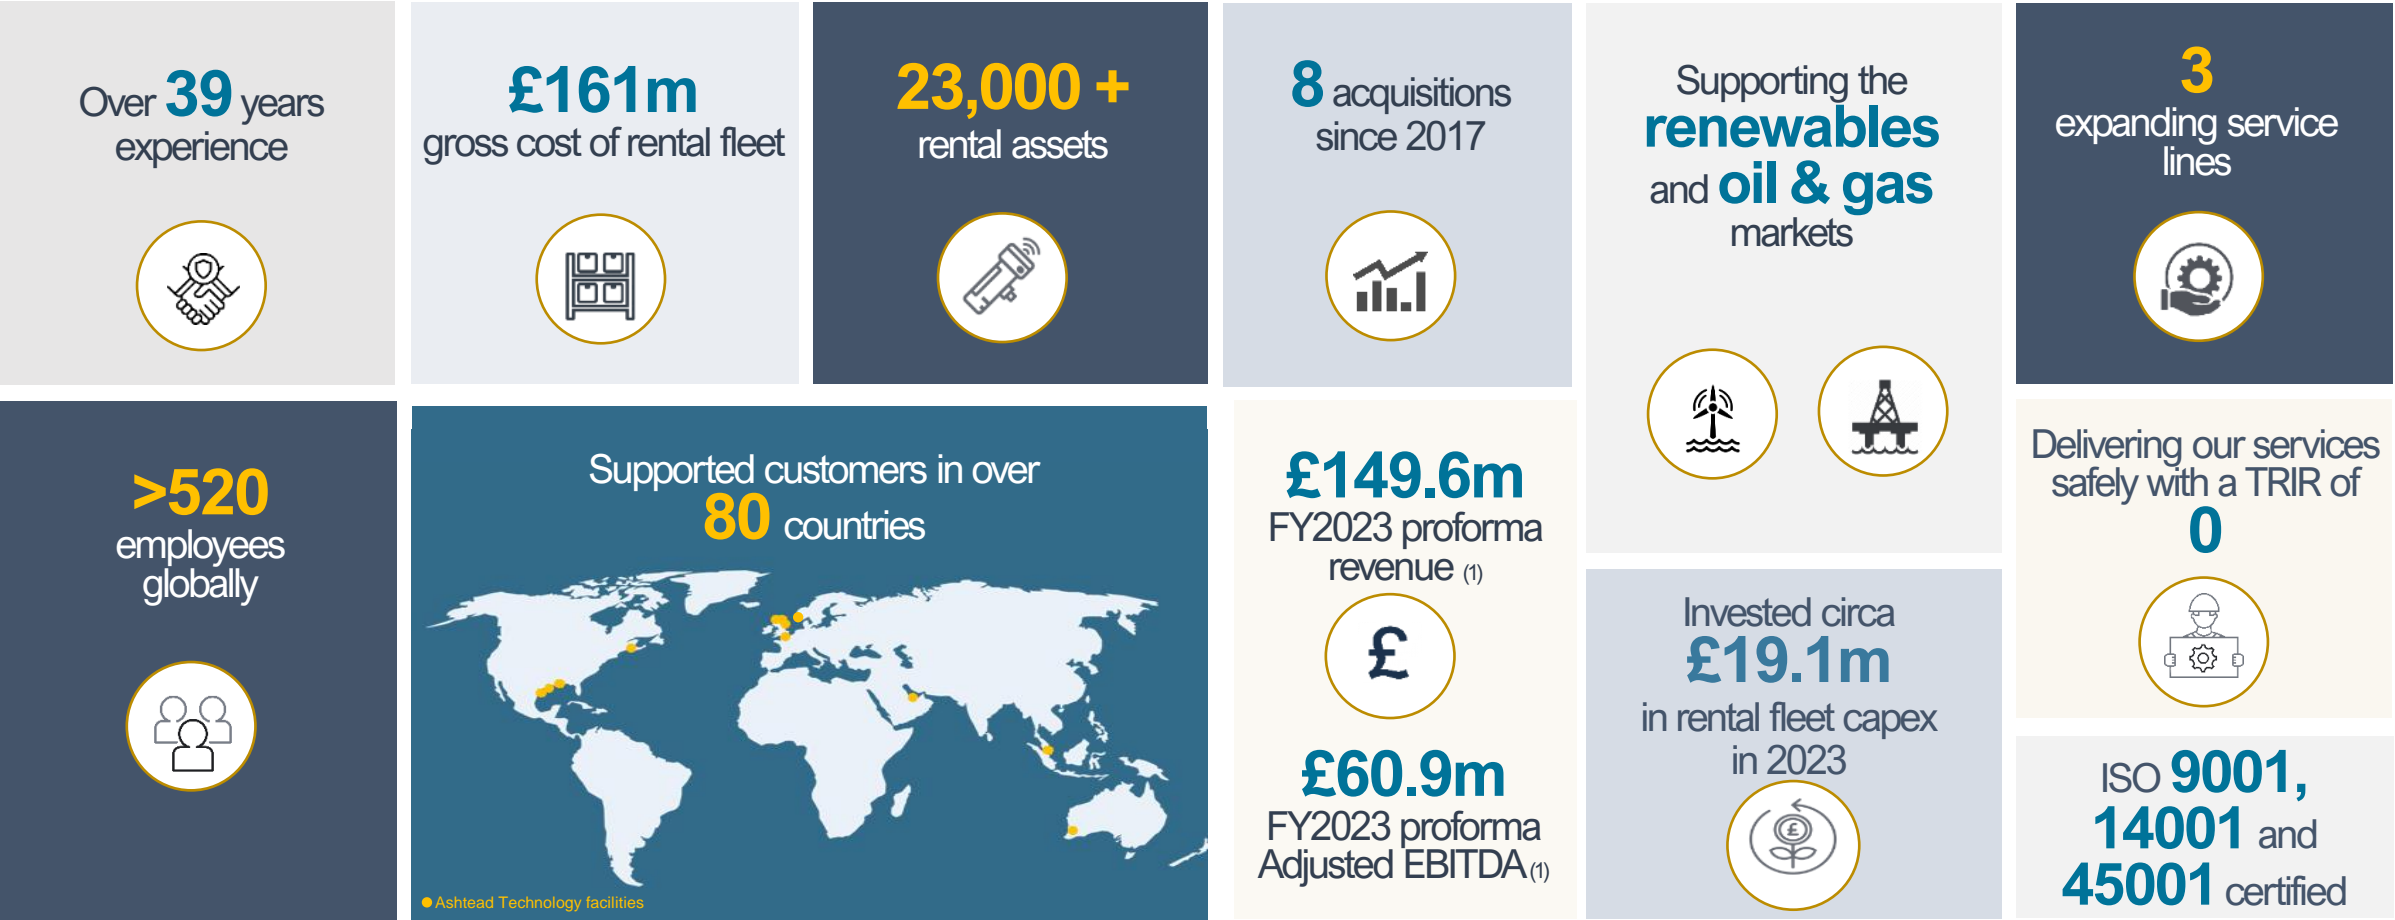 Over 39 years
experience
£161m
gross cost of rental fleet
23,000 +
rental assets
8 acquisitions
since 2017
Supporting the
renewables
and oil & gas
markets
3
expanding service
lines
>520
employees
globally
Supported customers in over
80 countries
Ashtead Technology facilities
£149.6m
FY2023 proforma
revenue (1)
£
£60.9m
FY2023 proforma
Adjusted EBITDA (1)
Invested circa
£19.1m
in rental fleet capex
in 2023
£
Delivering our services
safely with a TRIR of
0
ISO 9001,
14001 and
45001 certified